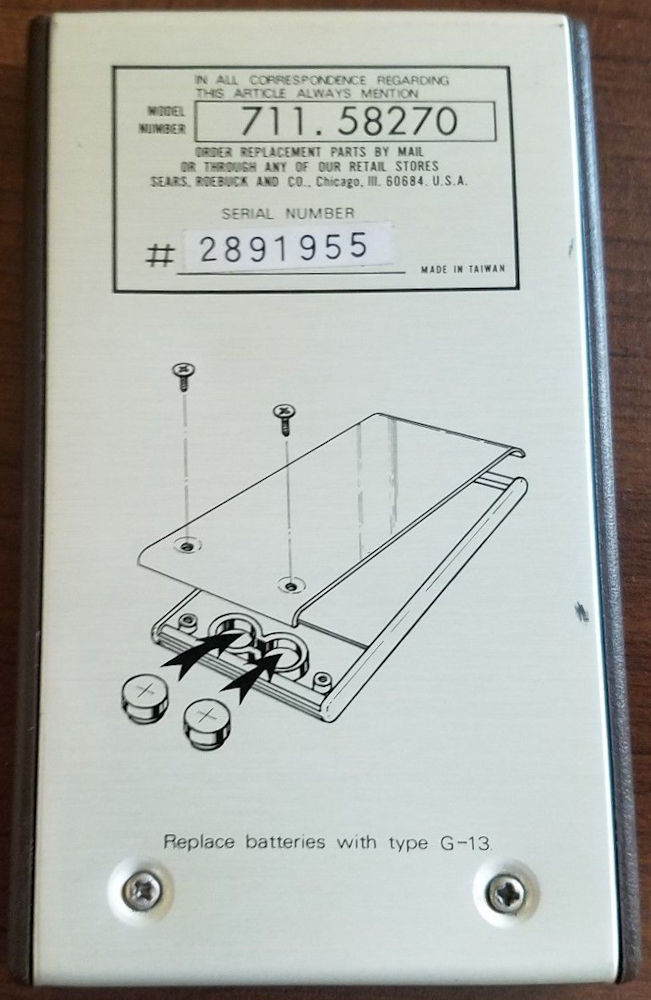 IN ALL CORRESPONDENCE REGARDING
THIS ARTICLE ALWAYS MENTION
MODEL
NUMBER 711. 58270
ORDER REPLACEMENT PARTS BY MAIL
OR THROUGH ANY OF OUR RETAIL STORES
SEARS, ROEBUCK AND CO., Chicago, Ill. 60684. U.S.A.
SERIAL NUMBER
# 2891955
MADE IN TAIWAN
+
+
Replace batteries with type G-13.